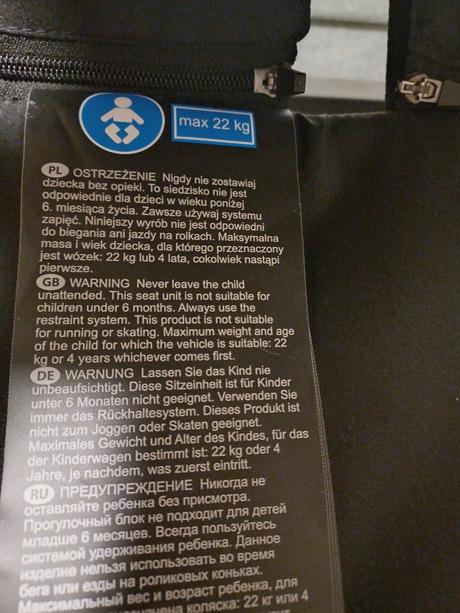 max 22 kg
PL OSTRZEŻENIE Nigdy nie zostawiaj
dziecka bez opieki. To siedzisko nie jest
odpowiednie dla dzieci w wieku poniżej
6. miesiąca życia. Zawsze używaj systemu
zapięć. Niniejszy wyrób nie jest odpowiedni
do biegania ani jazdy na rolkach. Maksymalna
masa i wiek dziecka, dla którego przeznaczony
jest wózek: 22 kg lub 4 lata, cokolwiek nastąpi
pierwsze.
GB WARNING Never leave the child
unattended. This seat unit is not suitable for
children under 6 months. Always use the
restraint system. This product is not suitable
for running or skating. Maximum weight and age
of the child for which the vehicle is suitable: 22
kg or 4 years whichever comes first.
DE WARNUNG Lassen Sie das Kind nie
unbeaufsichtigt. Diese Sitzeinheit ist für Kinder
unter 6 Monaten nicht geeignet. Verwenden Sie
immer das Rückhaltesystem. Dieses Produkt ist
nicht zum Joggen oder Skaten geeignet.
Maximales Gewicht und Alter des Kindes, für das
der Kinderwagen bestimmt ist: 22 kg oder 4
Jahre, je nachdem, was zuerst eintritt.
RU ПРЕДУПРЕЖДЕНИЕ Никогда не
оставляйте ребенка без присмотра.
Прогулочный блок не подходит для детей
младше 6 месяцев. Всегда пользуйтесь
системой удерживания ребенка. Данное
изделие нельзя использовать во время
бега или езды на роликовых коньках.
Максимальный вес и возраст ребенка, для
коляска: 22 кг или 4